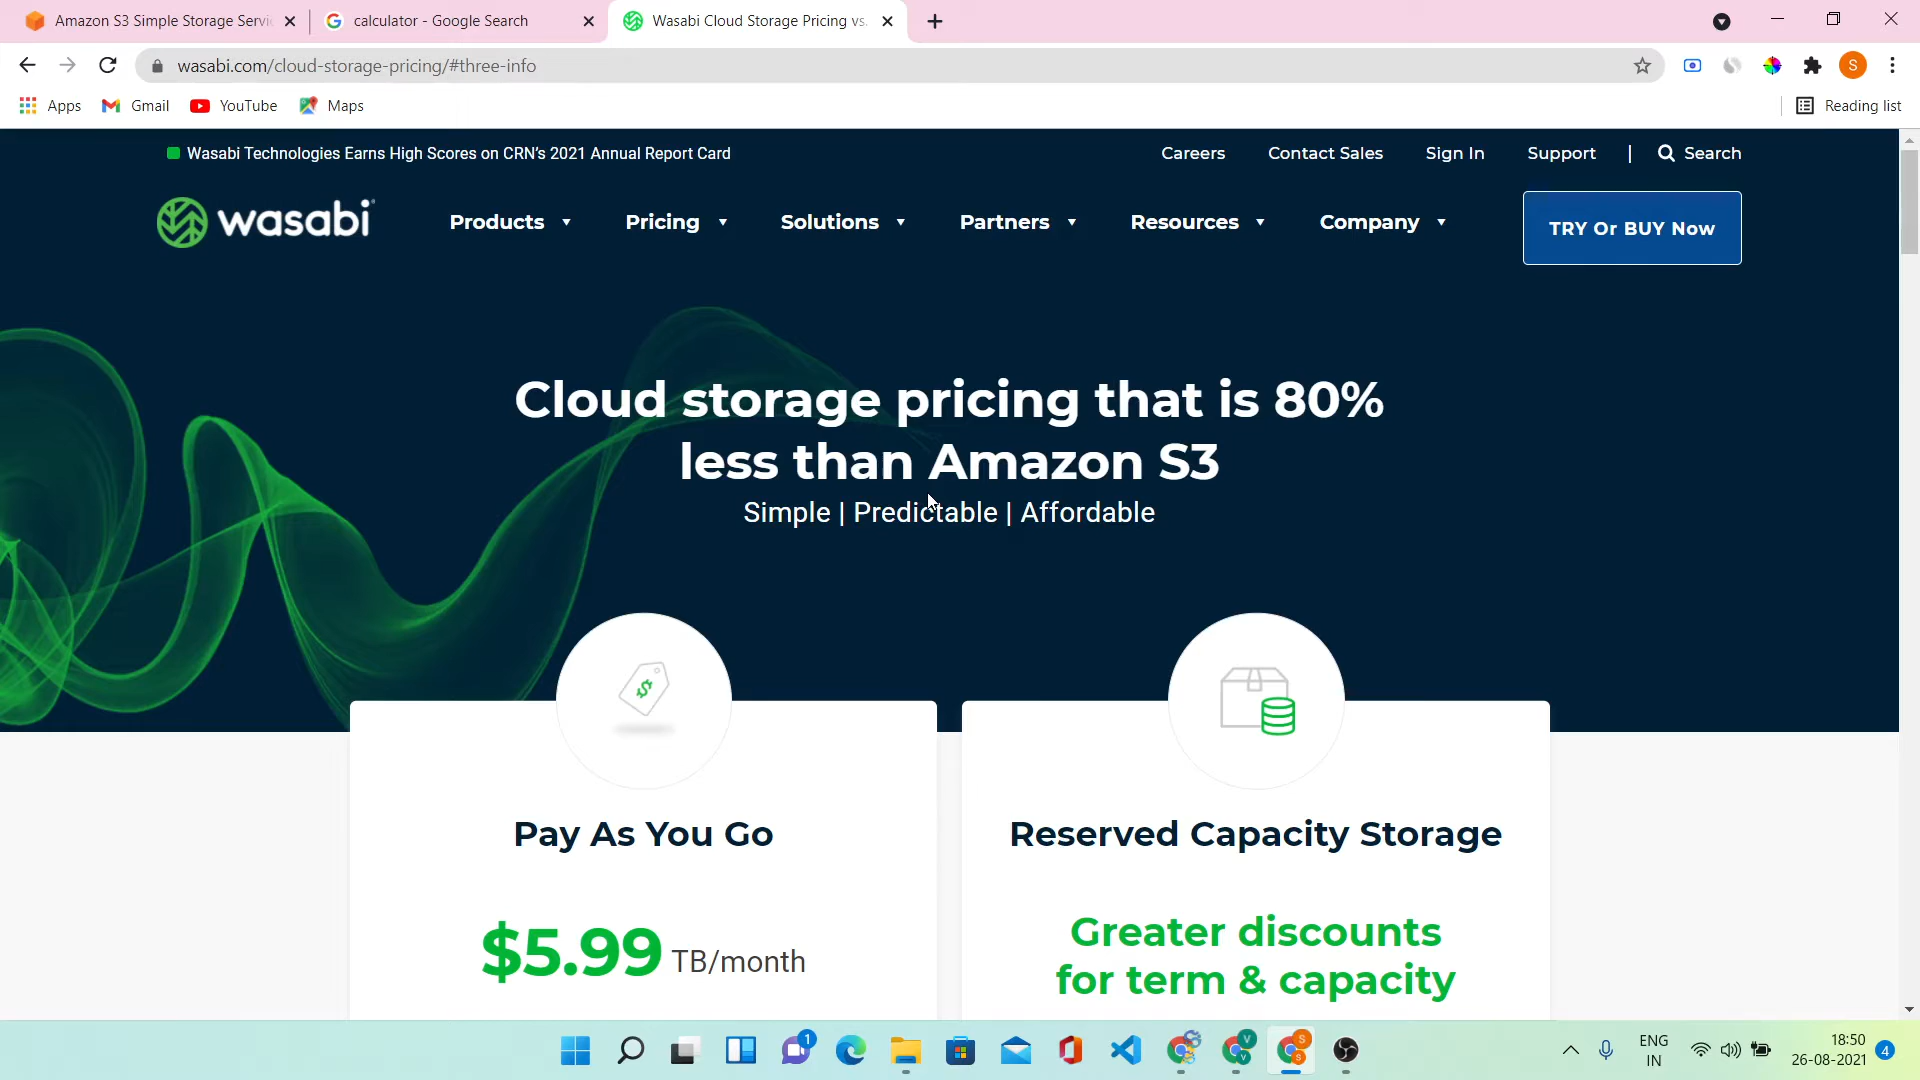 Amazon S3 Simple Storage Servi
calculator - Google Search
Wasabi Cloud Storage Pricing vs.
wasabi.com/cloud-storage-pricing/#three-info
S
Apps
Gmail
YouTube
Maps
Reading list
Wasabi Technologies Earns High Scores on CRN's 2021 Annual Report Card
Careers
Contact Sales
Sign In
Support
|
Search
wasabi
Products
Pricing
Solutions
Partners
Resources
Company
TRY Or BUY Now
Cloud storage pricing that is 80%
less than Amazon S3
Simple | Predictable | Affordable
$
Pay As You Go
$5.99 TB/month
Reserved Capacity Storage
Greater discounts
for term & capacity
1
V
V
S
S
ENG
IN
18:50
26-08-2021
4